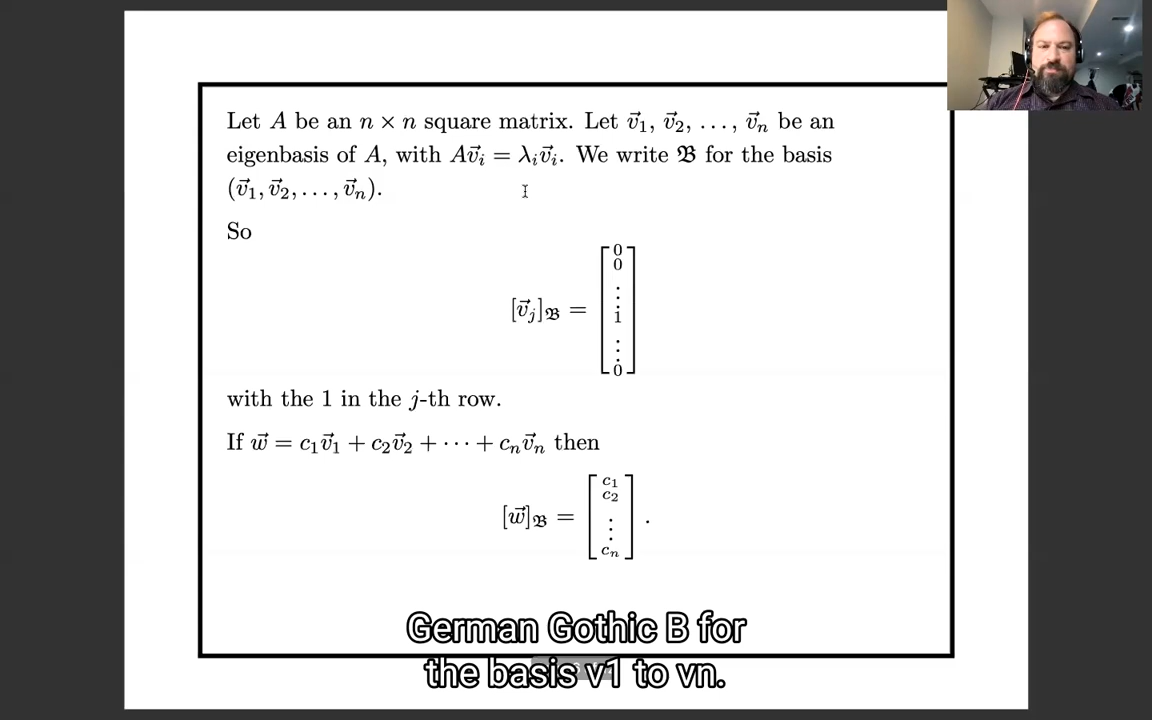 Let A be an n × n square matrix. Let v⃗₁, v⃗₂, …, v⃗ₙ be an
eigenbasis of A, with Av⃗ᵢ = λᵢv⃗ᵢ. We write 𝔅 for the basis
(v⃗₁, v⃗₂, …, v⃗ₙ).
So
[v⃗ⱼ]𝔅 = [0 0 ⋮ 1 ⋮ 0]
with the 1 in the j-th row.
If w⃗ = c₁v⃗₁ + c₂v⃗₂ + ⋯ + cₙv⃗ₙ then
[w⃗]𝔅 = [c₁ c₂ ⋮ cₙ] .
German Gothic B for
the basis v1 to vn.